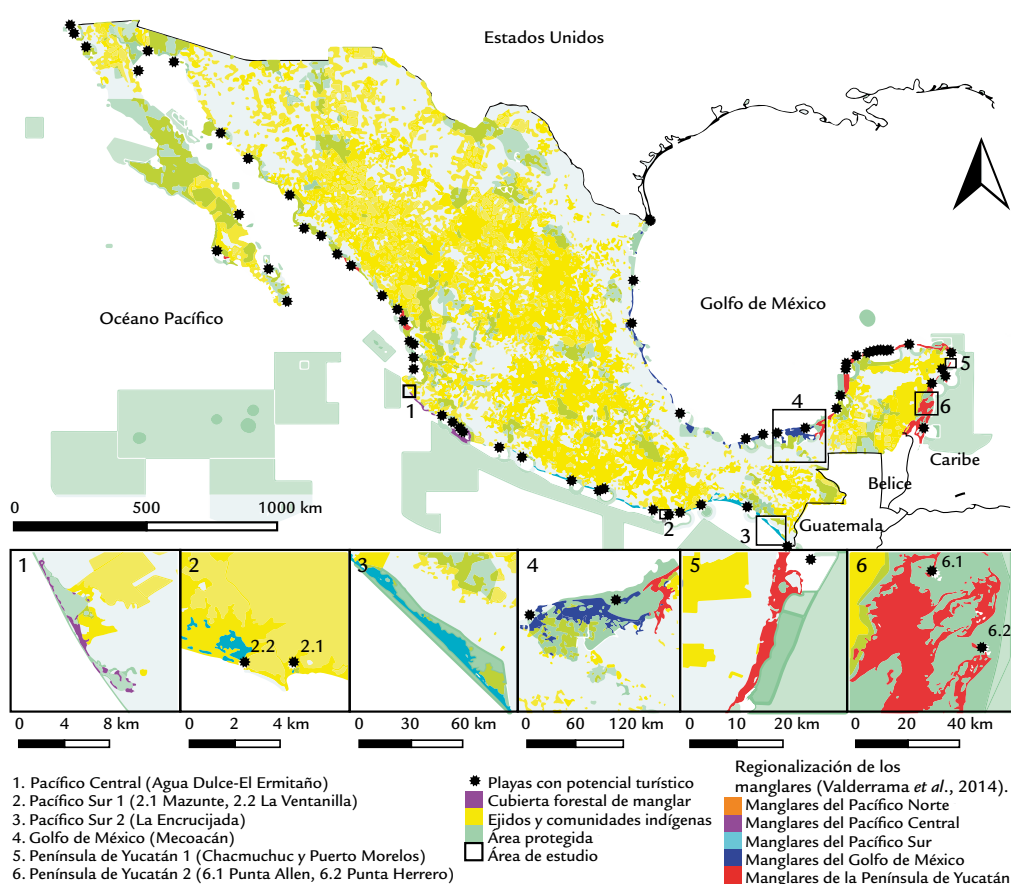 Estados Unidos
Océano Pacífico
Golfo de México
4
5
6
1
Caribe
Belice
0 500 1000 km
2
3
Guatemala
1
2
2.2
2.1
3
4
5
6
6.1
6.2
0 4 8 km
0 2 4 km
0 30 60 km
0 60 120 km
0 10 20 km
0 20 40 km
1. Pacífico Central (Agua Dulce-El Ermitaño)
2. Pacífico Sur 1 (2.1 Mazunte, 2.2 La Ventanilla)
3. Pacífico Sur 2 (La Encrucijada)
4. Golfo de México (Mecoacán)
5. Península de Yucatán 1 (Chacmuchuc y Puerto Morelos)
6. Península de Yucatán 2 (6.1 Punta Allen, 6.2 Punta Herrero)
Playas con potencial turístico
Cubierta forestal de manglar
Ejidos y comunidades indígenas
Área protegida
Área de estudio
Regionalización de los
manglares (Valderrama et al., 2014).
Manglares del Pacífico Norte
Manglares del Pacífico Central
Manglares del Pacífico Sur
Manglares del Golfo de México
Manglares de la Península de Yucatán